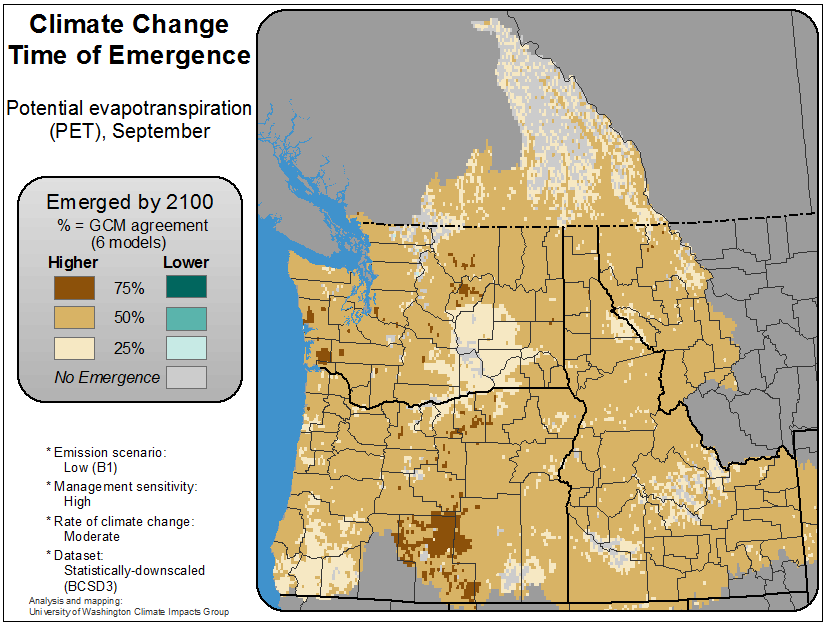 Climate Change
Time of Emergence
Potential evapotranspiration
(PET), September
Emerged by 2100
% = GCM agreement
(6 models)
Higher Lower
75%
50%
25%
No Emergence
* Emission scenario:
Low (B1)
* Management sensitivity:
High
* Rate of climate change:
Moderate
* Dataset:
Statistically-downscaled
(BCSD3)
Analysis and mapping:
University of Washington Climate Impacts Group